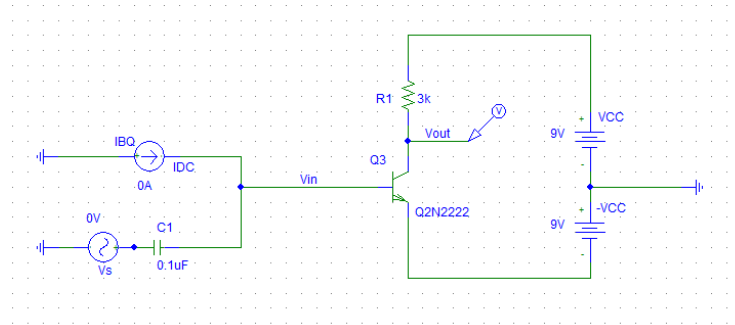 R1
3k
V
VCC
9V
IBQ
Vout
IDC
Q3
0A
Vin
Q2N2222
-VCC
9V
0V
C1
Vs
0.1uF
+
-
+
-
+
+